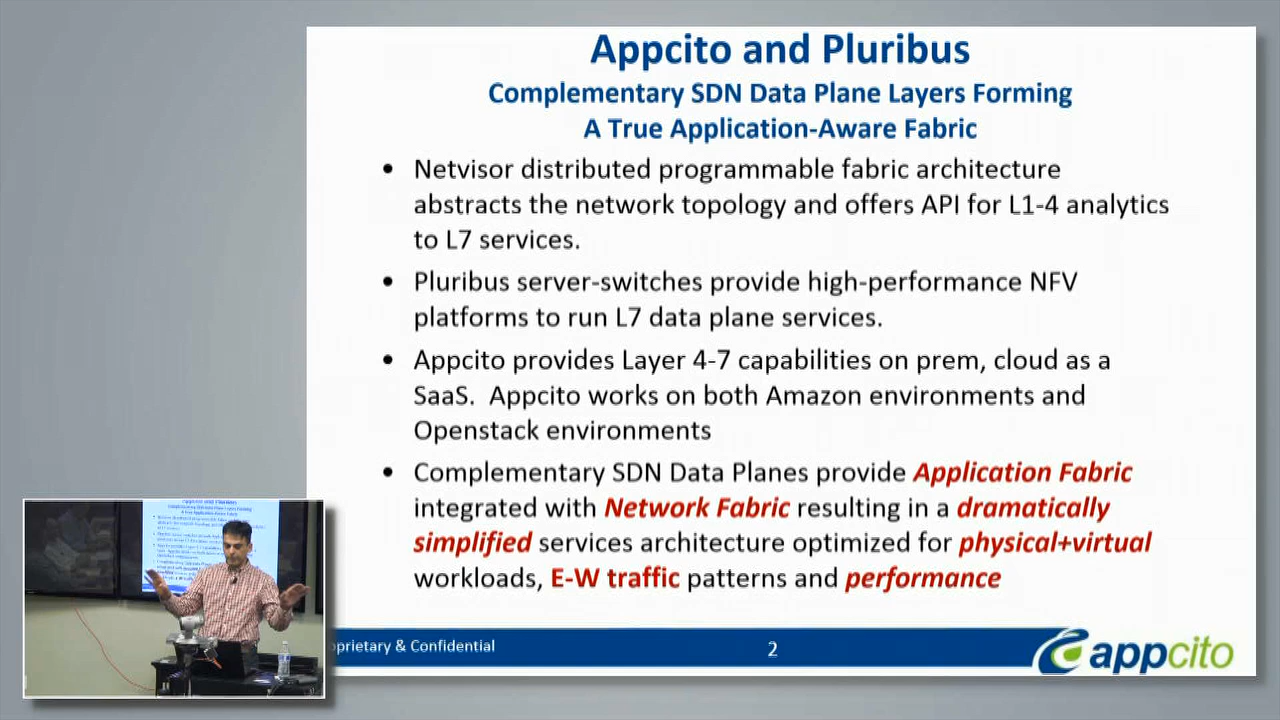 Appcito and Pluribus
Complementary SDN Data Plane Layers Forming
A True Application-Aware Fabric
• Netvisor distributed programmable fabric architecture
abstracts the network topology and offers API for L1-4 analytics
to L7 services.
• Pluribus server-switches provide high-performance NFV
platforms to run L7 data plane services.
• Appcito provides Layer 4-7 capabilities on prem, cloud as a
SaaS. Appcito works on both Amazon environments and
Openstack environments
• Complementary SDN Data Planes provide Application Fabric
integrated with Network Fabric resulting in a dramatically
simplified services architecture optimized for physical+virtual
workloads, E-W traffic patterns and performance
oprietary & Confidential
2
appcito